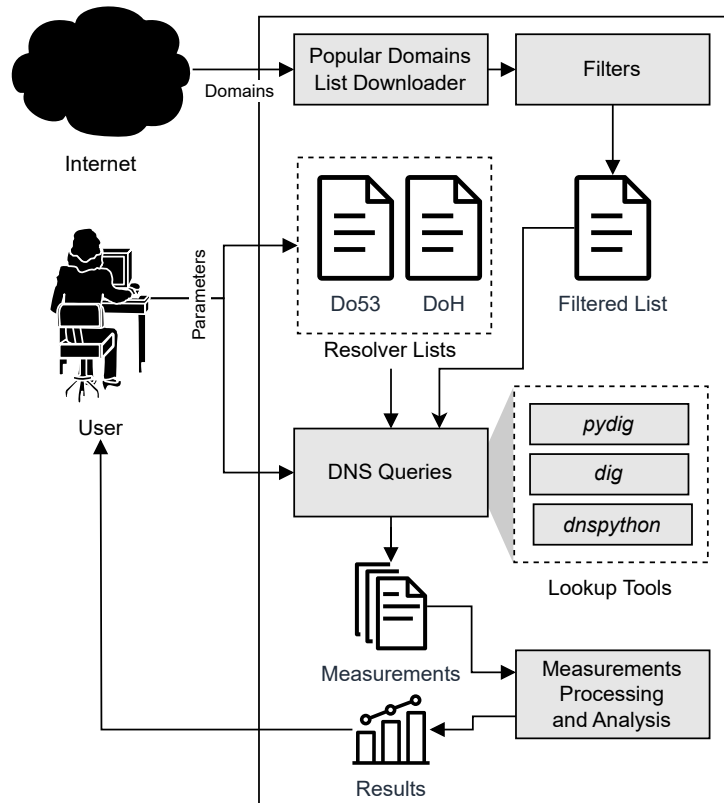 Popular Domains
List Downloader
Filters
Domains
Internet
Parameters
Do53
DoH
Filtered List
Resolver Lists
User
DNS Queries
pydig
dig
dnspython
Lookup Tools
Measurements
Measurements
Processing
and Analysis
Results